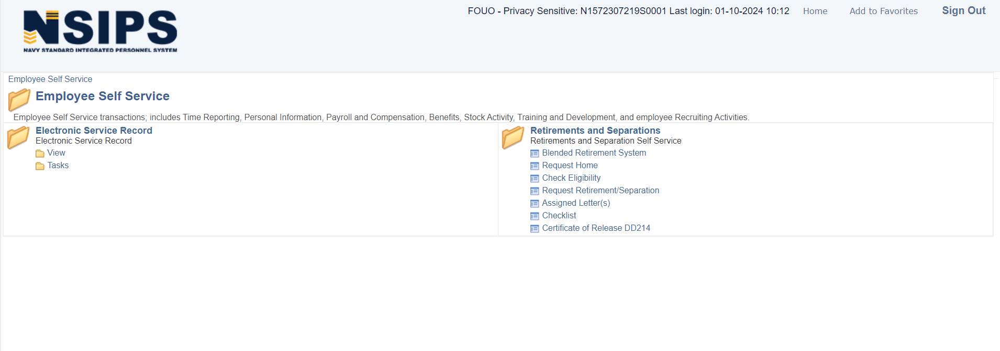 NSIPS
NAVY STANDARD INTEGRATED PERSONNEL SYSTEM
FOUO - Privacy Sensitive: N1572307219S0001 Last login: 01-10-2024 10:12
Home
Add to Favorites
Sign Out
Employee Self Service
Employee Self Service
Employee Self Service transactions; includes Time Reporting, Personal Information, Payroll and Compensation, Benefits, Stock Activity, Training and Development, and employee Recruiting Activities.
Electronic Service Record
Electronic Service Record
View
Tasks
Retirements and Separations
Retirements and Separation Self Service
Blended Retirement System
Request Home
Check Eligibility
Request Retirement/Separation
Assigned Letter(s)
Checklist
Certificate of Release DD214